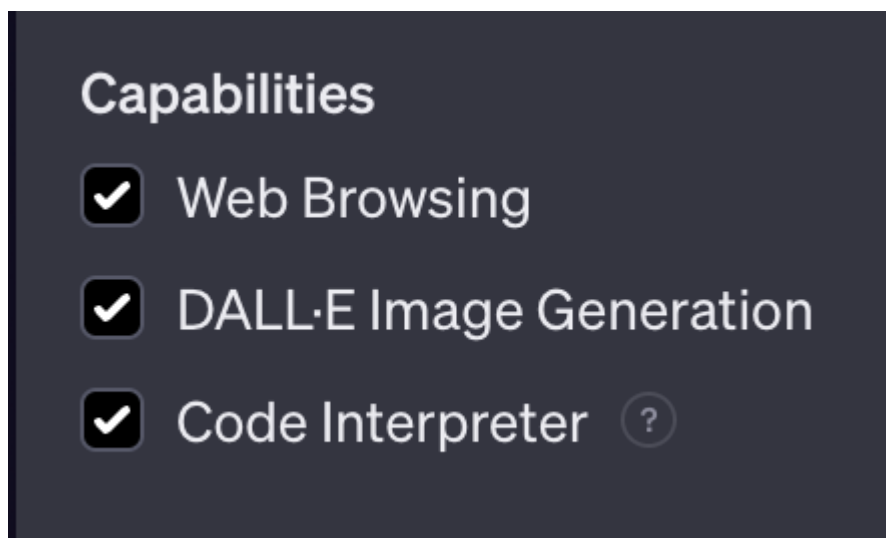 Capabilities
Web Browsing
DALL·E Image Generation
Code Interpreter ?